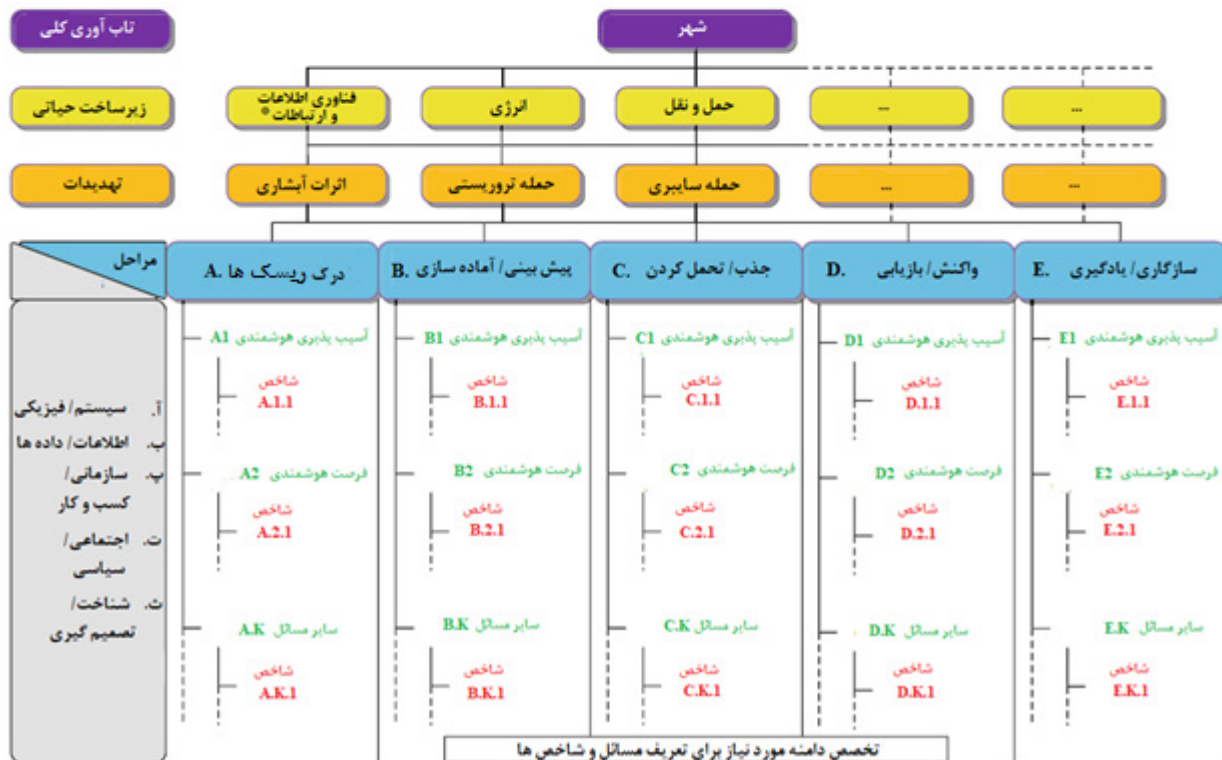 تاب آوری کلی
شهر
زیرساخت حیاتی
فناوری اطلاعات
و ارتباطات *
انرژی
حمل و نقل
...
...
تهدیدات
اثرات آبشاری
حمله تروریستی
حمله سایبری
...
...
مراحل
A. درک ریسک ها
B. پیش بینی/ آماده سازی
C. جذب/ تحمل کردن
D. واکنش/ بازیابی
E. سازگاری/ یادگیری
آ. سیستم/ فیزیکی
ب. اطلاعات/ داده ها
پ. سازمانی/
کسب و کار
ت. اجتماعی/
سیاسی
ث. شناخت/
تصمیم گیری
A1 آسیب پذیری هوشمندی
شاخص
A.1.1
A2 فرصت هوشمندی
شاخص
A.2.1
A.K سایر مسائل
شاخص
A.K.1
B1 آسیب پذیری هوشمندی
شاخص
B.1.1
B2 فرصت هوشمندی
شاخص
B.2.1
B.K سایر مسائل
شاخص
B.K.1
C1 آسیب پذیری هوشمندی
شاخص
C.1.1
C2 فرصت هوشمندی
شاخص
C.2.1
C.K سایر مسائل
شاخص
C.K.1
D1 آسیب پذیری هوشمندی
شاخص
D.1.1
D2 فرصت هوشمندی
شاخص
D.2.1
D.K سایر مسائل
شاخص
D.K.1
E1 آسیب پذیری هوشمندی
شاخص
E.1.1
E2 فرصت هوشمندی
شاخص
E.2.1
E.K سایر مسائل
شاخص
E.K.1
تخصص دامنه مورد نیاز برای تعریف مسائل و شاخص ها